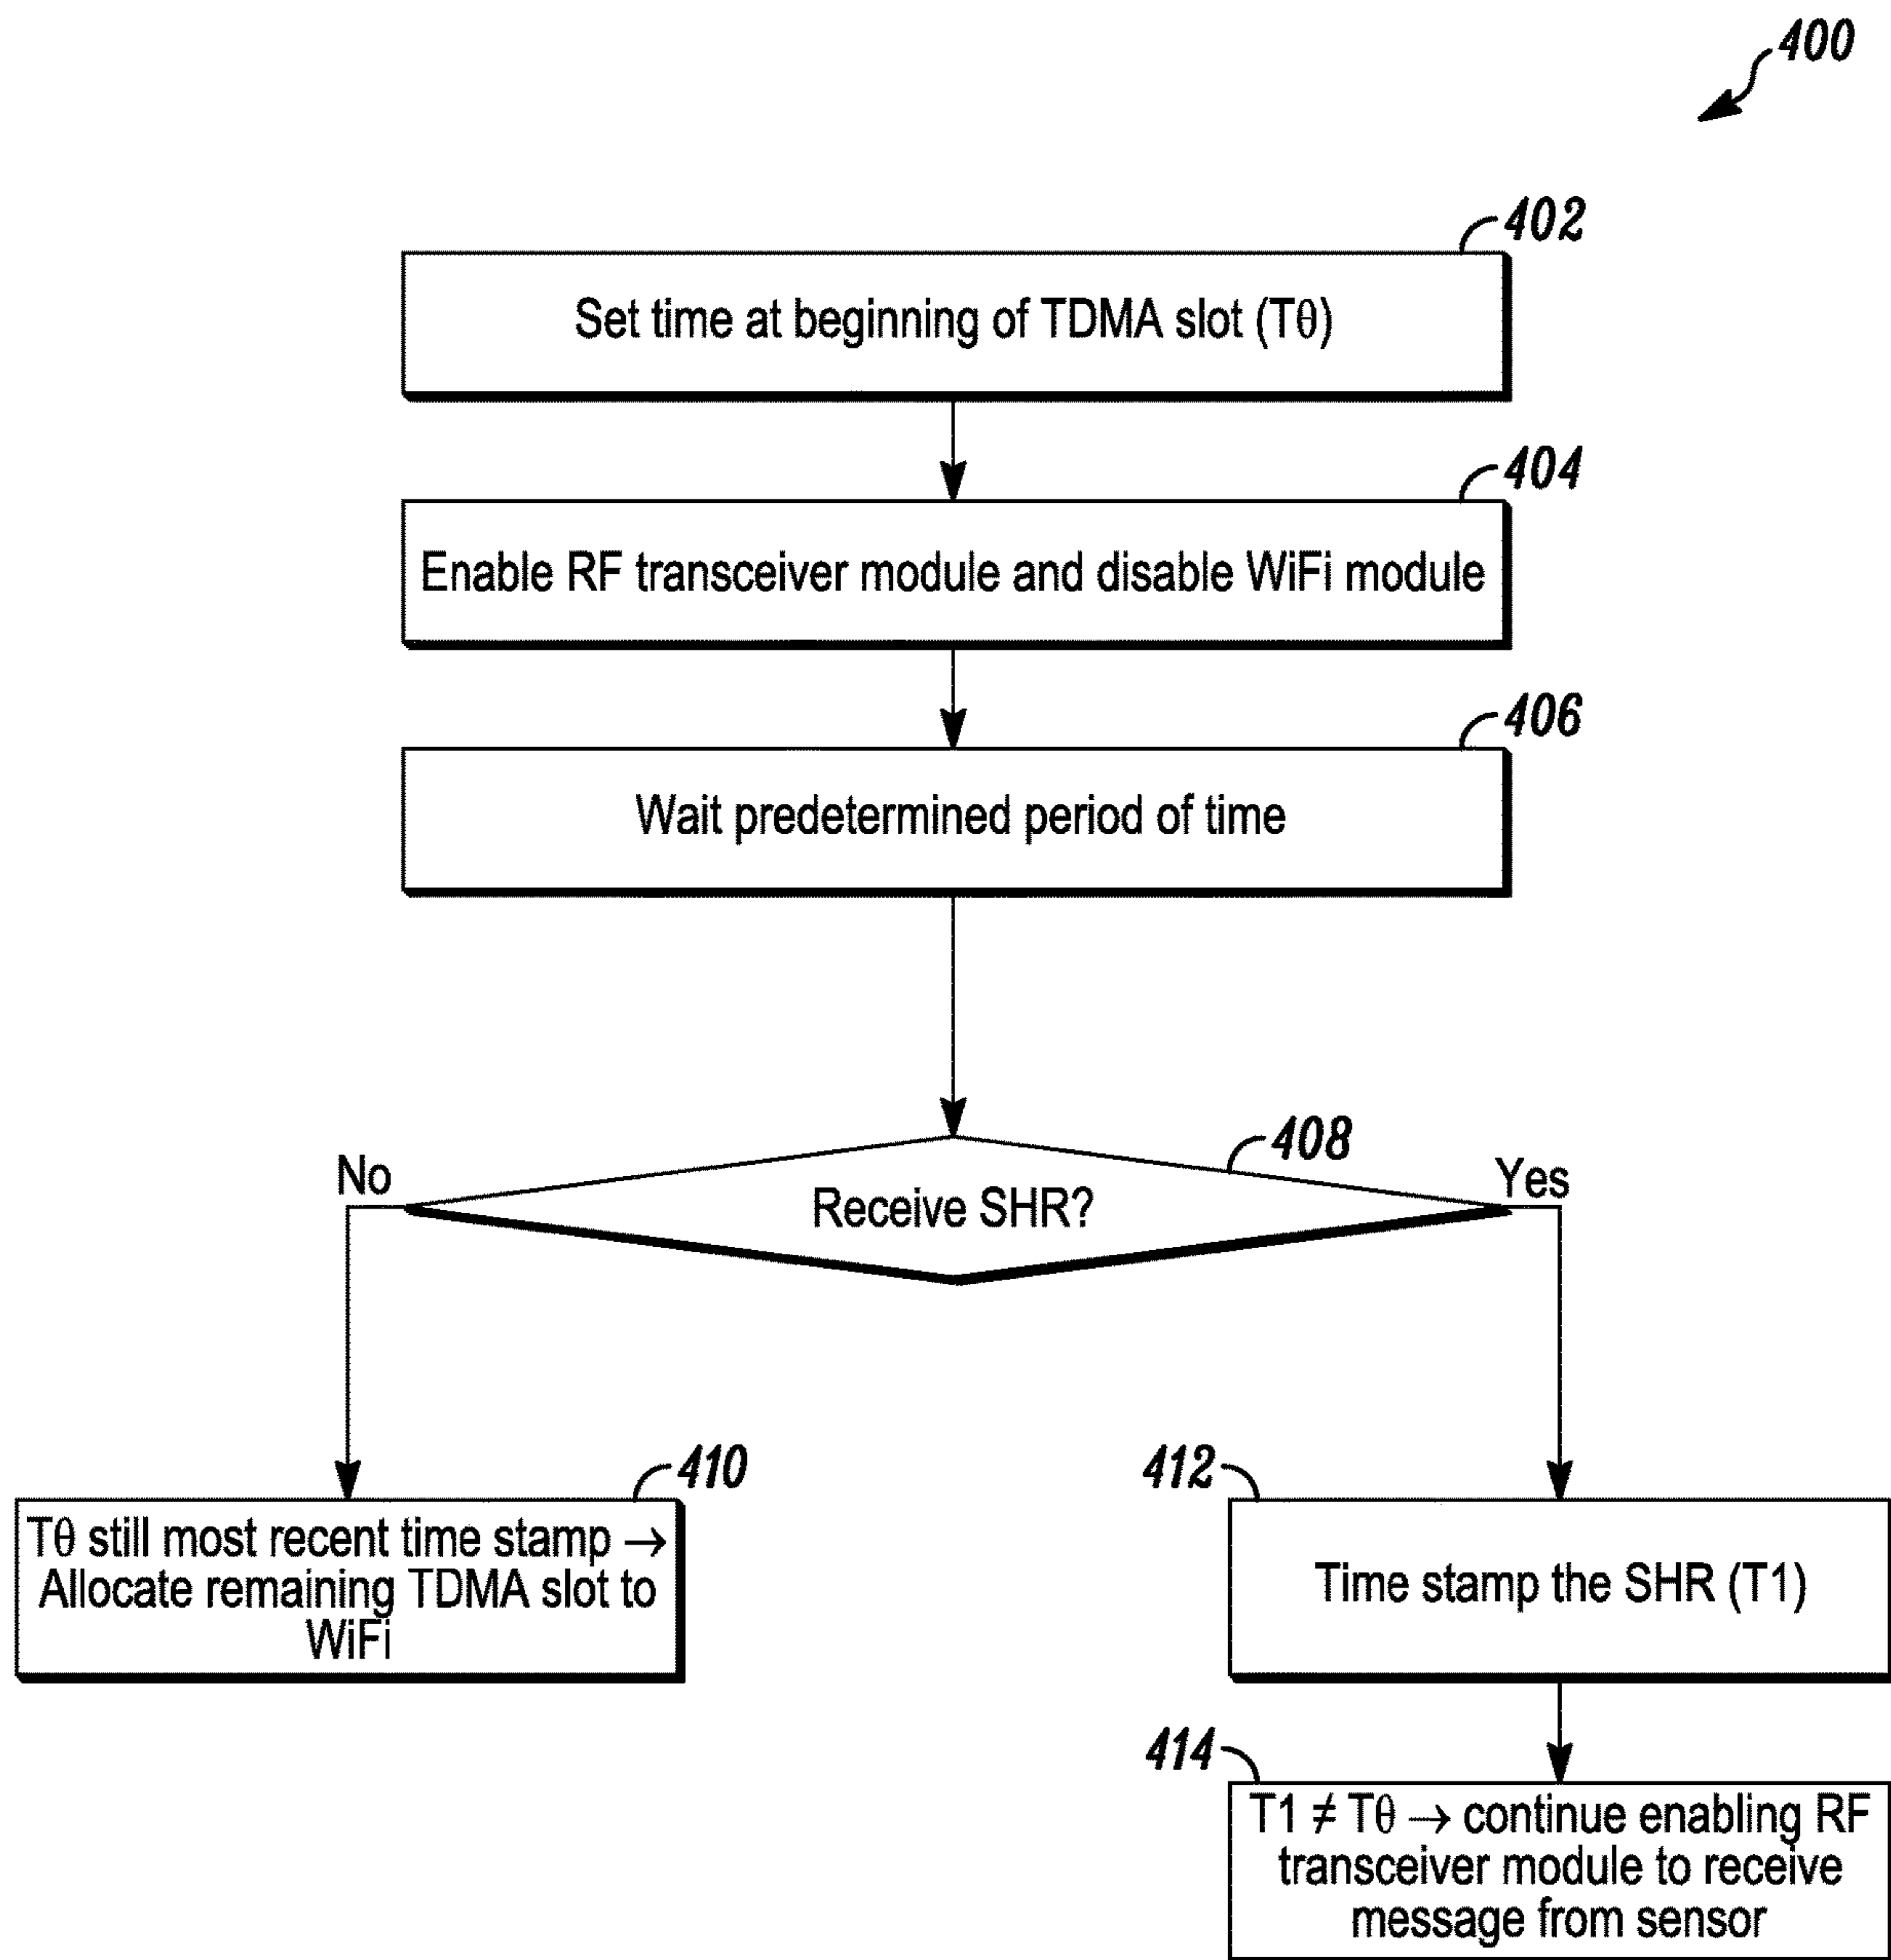 400
402
Set time at beginning of TDMA slot (Tθ)
404
Enable RF transceiver module and disable WiFi module
406
Wait predetermined period of time
408
No
Receive SHR?
Yes
410
Tθ still most recent time stamp →
Allocate remaining TDMA slot to
WiFi
412
Time stamp the SHR (T1)
414
T1 ≠ Tθ → continue enabling RF
transceiver module to receive
message from sensor